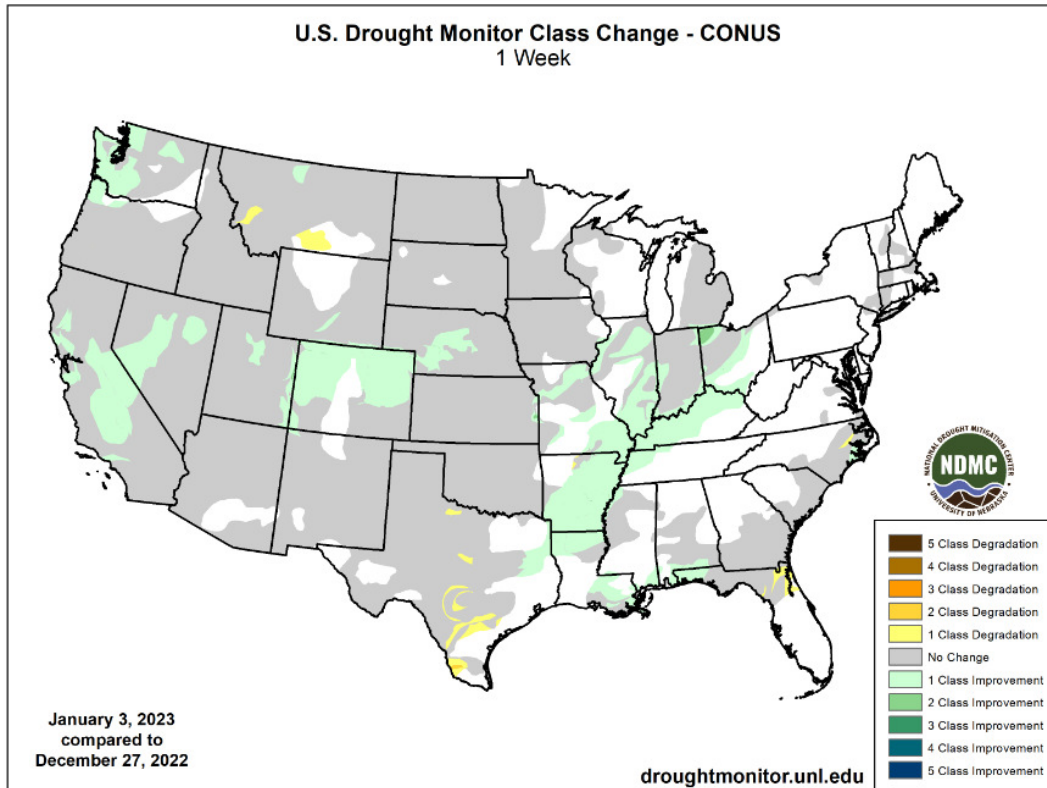 U.S. Drought Monitor Class Change - CONUS
1 Week
NATIONAL DROUGHT MITIGATION CENTER
NDMC
UNIVERSITY OF NEBRASKA
5 Class Degradation
4 Class Degradation
3 Class Degradation
2 Class Degradation
1 Class Degradation
No Change
1 Class Improvement
2 Class Improvement
3 Class Improvement
4 Class Improvement
5 Class Improvement
January 3, 2023
compared to
December 27, 2022
droughtmonitor.unl.edu